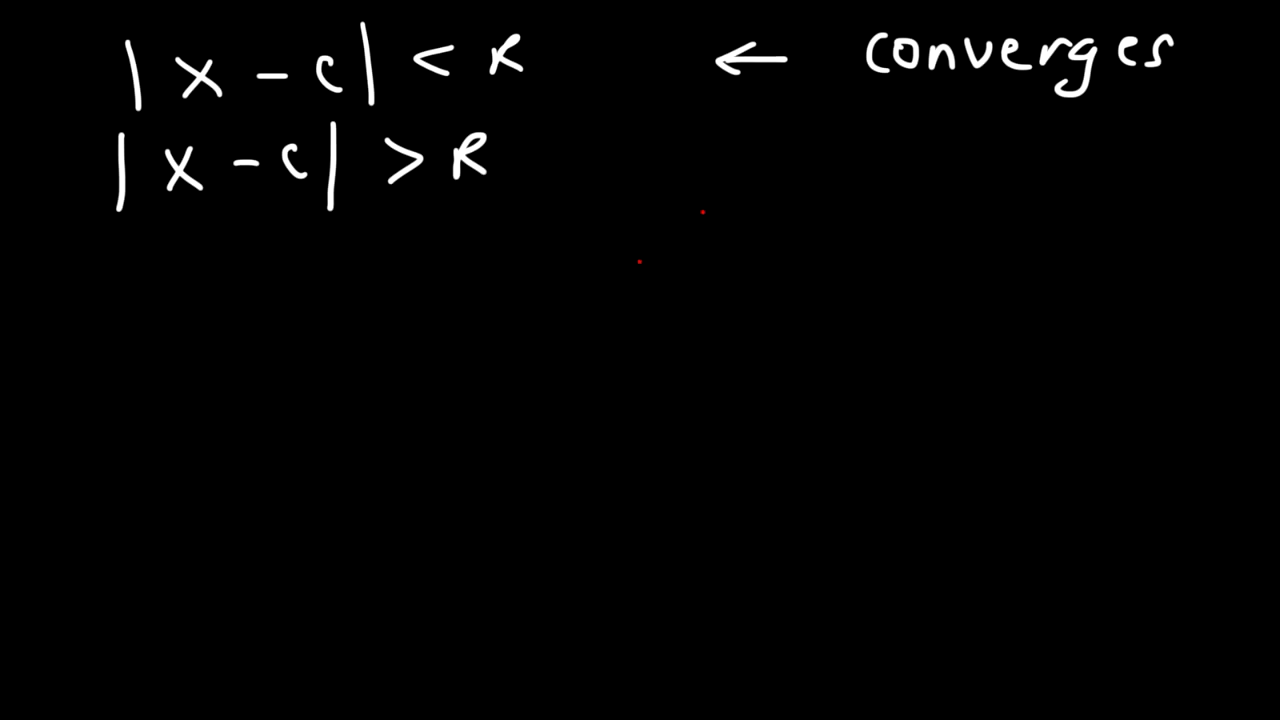 |x - c| < R ← converges
|x - c| > R